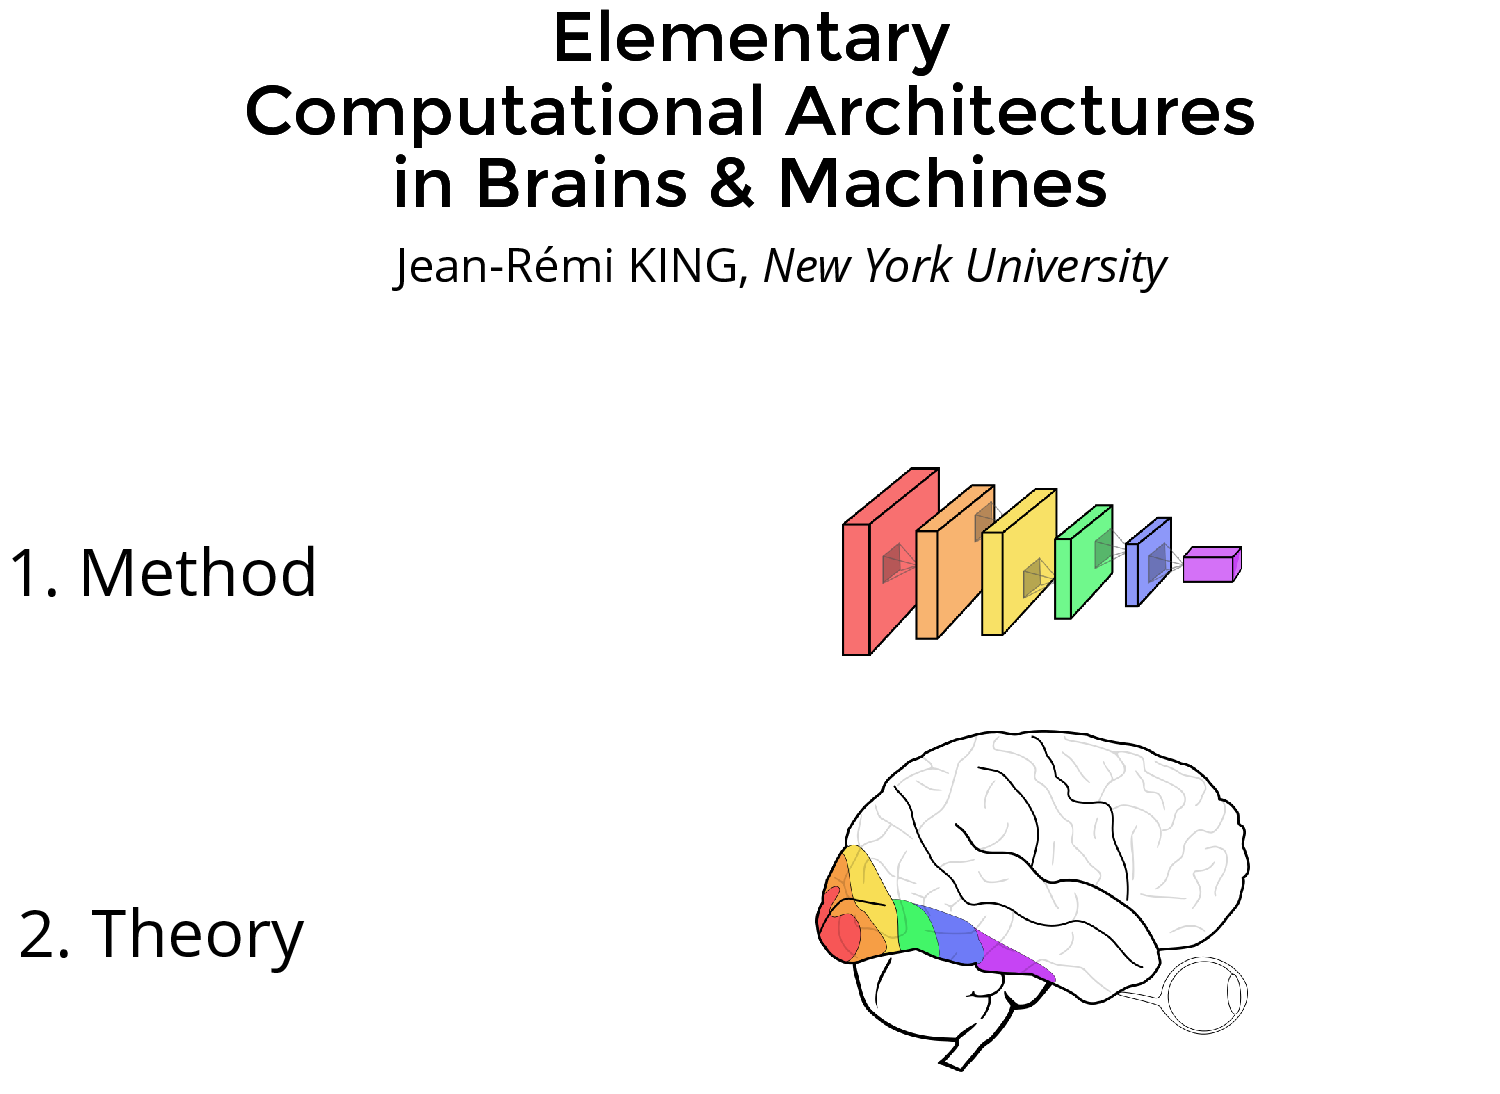 Elementary
Computational Architectures
in Brains & Machines
Jean-Rémi KING, New York University
1. Method
2. Theory